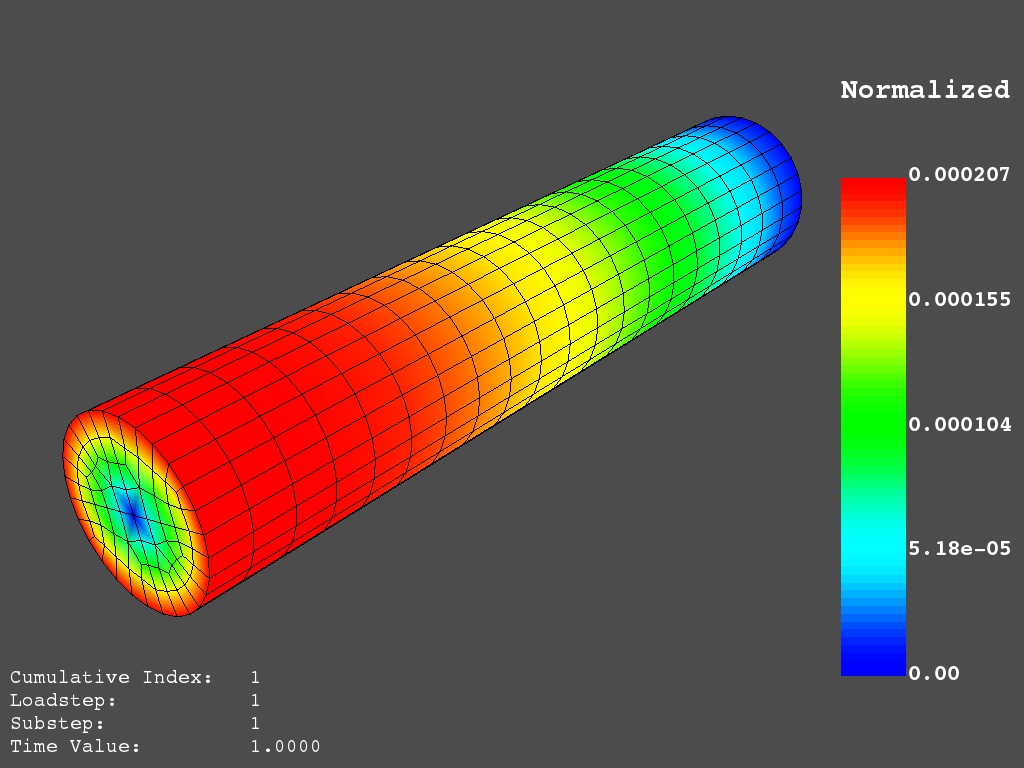 Normalized
0.000207
0.000155
0.000104
5.18e-05
0.00
Cumulative Index: 1
Loadstep: 1
Substep: 1
Time Value: 1.0000